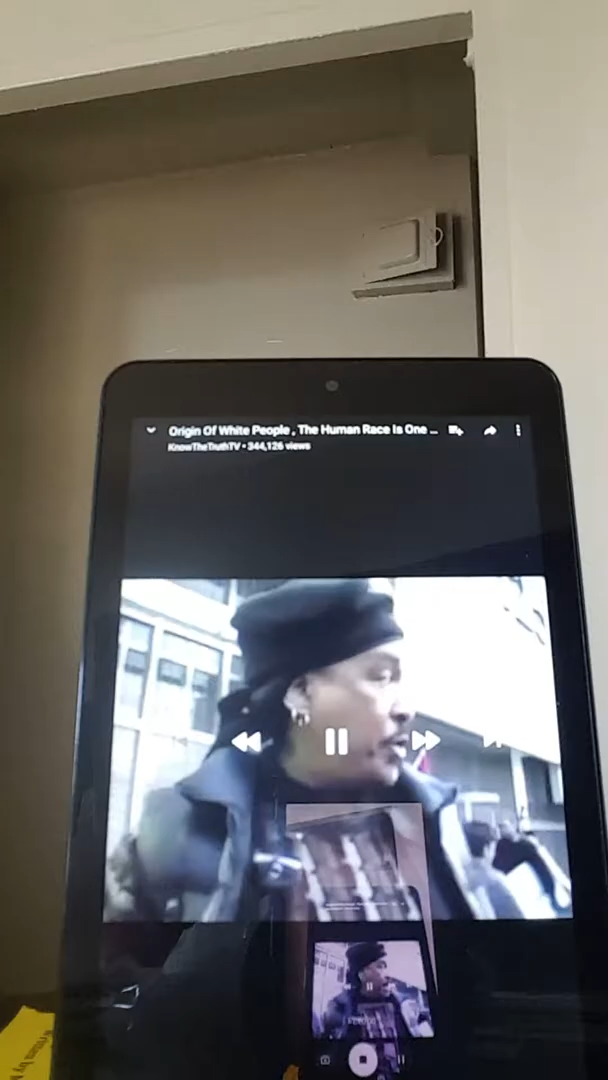 Origin Of White People , The Human Race Is One ...
KnowTheTruthTV • 344,126 views